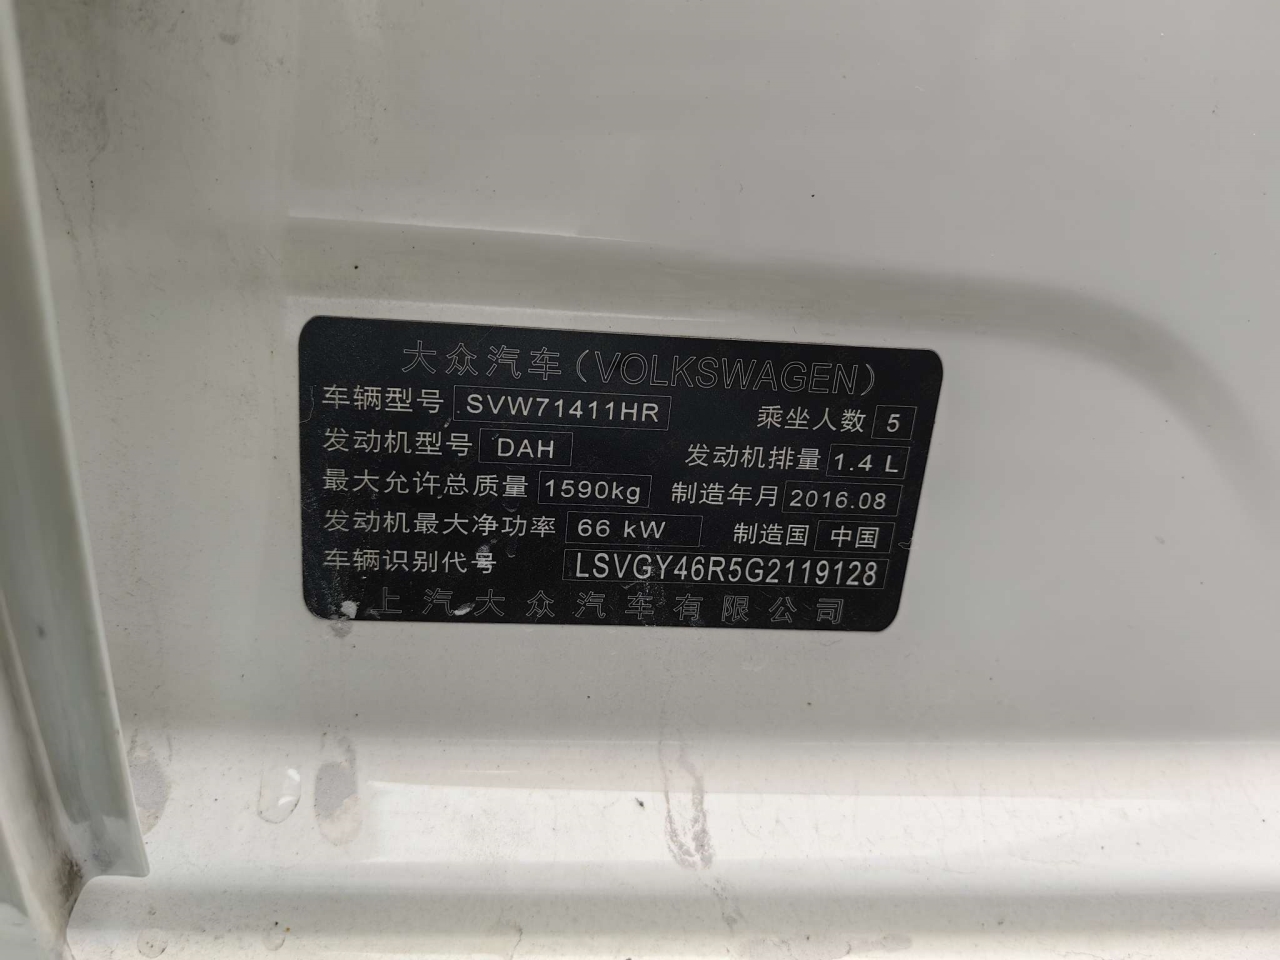 大众汽车(VOLKSWAGEN)
车辆型号 SVW71411HR 乘坐人数 5
发动机型号 DAH 发动机排量 1.4 L
最大允许总质量 1590kg 制造年月 2016.08
发动机最大净功率 66 kW 制造国 中国
车辆识别代号 LSVGY46R5G2119128
上汽大众汽车有限公司